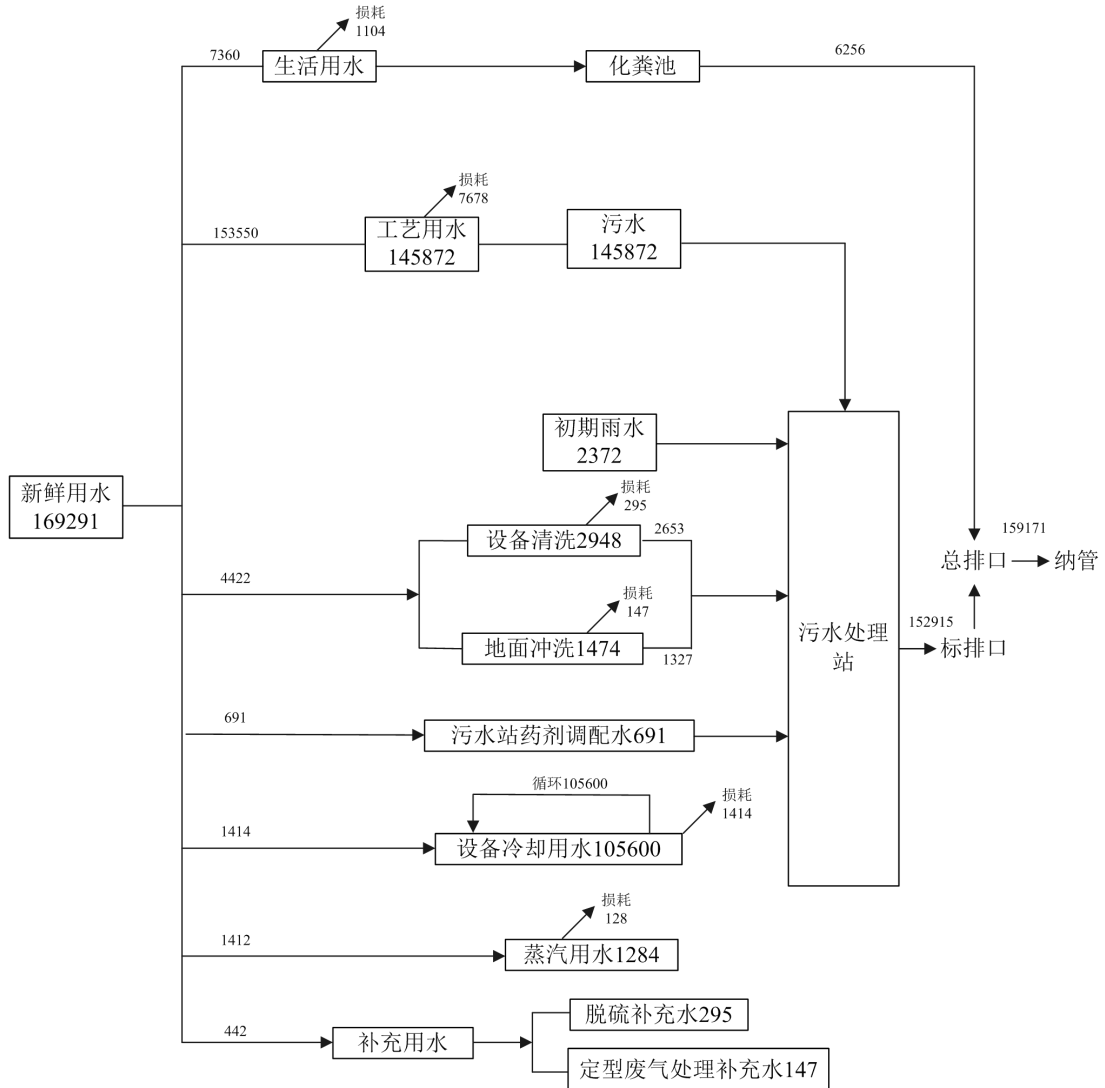 损耗
1104
7360
生活用水
化粪池
6256
损耗
7678
153550
工艺用水
145872
污水
145872
初期雨水
2372
新鲜用水
169291
损耗
295
设备清洗2948
2653
4422
损耗
147
地面冲洗1474
1327
污水处理
站
152915
标排口
总排口
159171
纳管
691
污水站药剂调配水691
循环105600
损耗
1414
1414
设备冷却用水105600
损耗
128
1412
蒸汽用水1284
442
补充用水
脱硫补充水295
定型废气处理补充水147